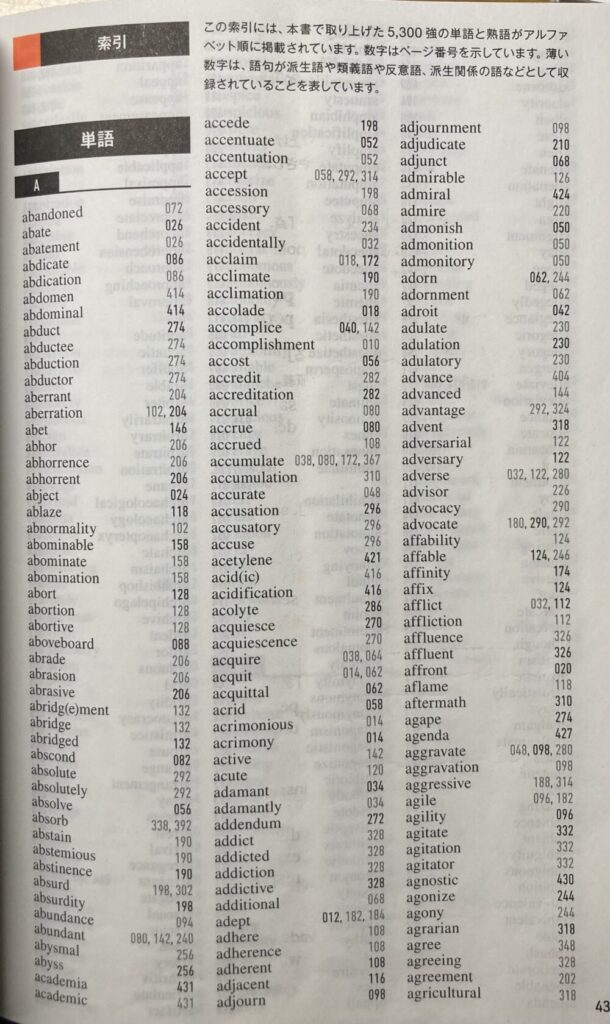 索引
この索引には、本書で取り上げた 5,300 強の単語と熟語がアルファ
ベット順に掲載されています。数字はページ番号を示しています。薄い
数字は、語句が派生語や類義語や反意語、派生関係の語などとして収
録されていることを表しています。
単語
A
abandoned 072
abate 026
abatement 026
abdicate 086
abdication 086
abdomen 414
abdominal 414
abduct 274
abductee 274
abduction 274
abductor 274
aberrant 204
aberration 102, 204
abet 146
abhor 206
abhorrence 206
abhorrent 206
abject 024
ablaze 118
abnormality 102
abominable 158
abominate 158
abomination 158
abort 128
abortion 128
abortive 128
aboveboard 088
abrade 206
abrasion 206
abrasive 206
abridg(e)ment 132
abridge 132
abridged 132
abscond 082
absolute 292
absolutely 292
absolve 056
absorb 338, 392
abstain 190
abstemious 190
abstinence 190
absurd 198, 302
absurdity 198
abundance 094
abundant 080, 142, 240
abysmal 256
abyss 256
academia 431
academic 431
accede 198
accentuate 052
accentuation 052
accept 058, 292, 314
accession 198
accessory 068
accident 234
accidentally 032
acclaim 018, 172
acclimate 190
acclimation 190
accolade 018
accomplice 040, 142
accomplishment 010
accost 056
accredit 282
accreditation 282
accrual 080
accrue 080
accrued 108
accumulate 038, 080, 172, 367
accumulation 310
accurate 048
accusation 296
accusatory 296
accuse 296
acetylene 421
acid(ic) 416
acidification 416
acolyte 286
acquiesce 270
acquiescence 270
acquire 038, 064
acquit 014, 062
acquittal 062
acrid 058
acrimonious 014
acrimony 014
active 142
acute 120
adamant 034
adamantly 034
addendum 272
addict 328
addicted 328
addiction 328
addictive 328
additional 068
adept 012, 182, 184
adhere 108
adherence 108
adherent 108
adjacent 116
adjourn 098
adjournment 098
adjudicate 210
adjunct 068
admirable 126
admiral 424
admire 220
admonish 050
admonition 050
admonitory 050
adorn 062, 244
adornment 062
adroit 042
adulate 230
adulation 230
adulatory 230
advance 404
advanced 144
advantage 292, 324
advent 318
adversarial 122
adversary 122
adverse 032, 122, 280
advisor 226
advocacy 290
advocate 180, 290, 292
affability 124
affable 124, 246
affinity 174
affix 124
afflict 032, 112
affliction 112
affluence 326
affluent 326
affront 020
aflame 118
aftermath 310
agape 274
agenda 427
aggravate 048, 098, 280
aggravation 098
aggressive 188, 314
agile 096, 182
agility 096
agitate 332
agitation 332
agitator 332
agnostic 430
agonize 244
agony 244
agrarian 318
agree 348
agreeing 328
agreement 202
agricultural 318